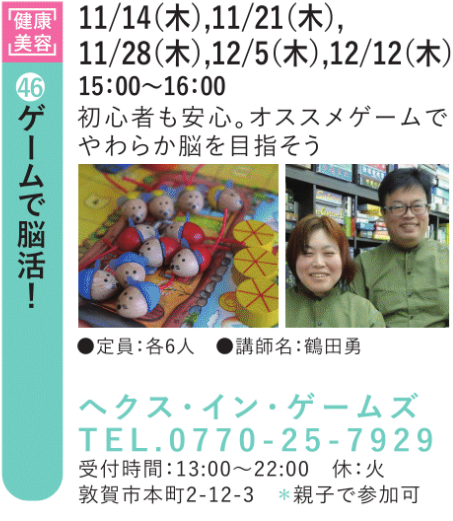 健康
美容
46 ゲームで脳活!
11/14(木),11/21(木),
11/28(木),12/5(木),12/12(木)
15:00〜16:00
初心者も安心。オススメゲームで
やわらか脳を目指そう
●定員:各6人　●講師名:鶴田勇
ヘクス・イン・ゲームズ
TEL.0770-25-7929
受付時間:13:00〜22:00　休:火
敦賀市本町2-12-3　*親子で参加可